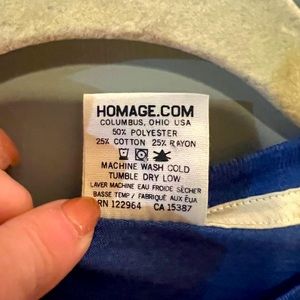 HOMAGE.COM
COLUMBUS, OHIO USA
50% POLYESTER
25% COTTON 25% RAYON
MACHINE WASH COLD
TUMBLE DRY LOW
LAVER MACHINE EAU FROIDE SÉCHER
BASSE TEMP / FABRIQUÉ AUX ÉUA
RN 122964 CA 15387